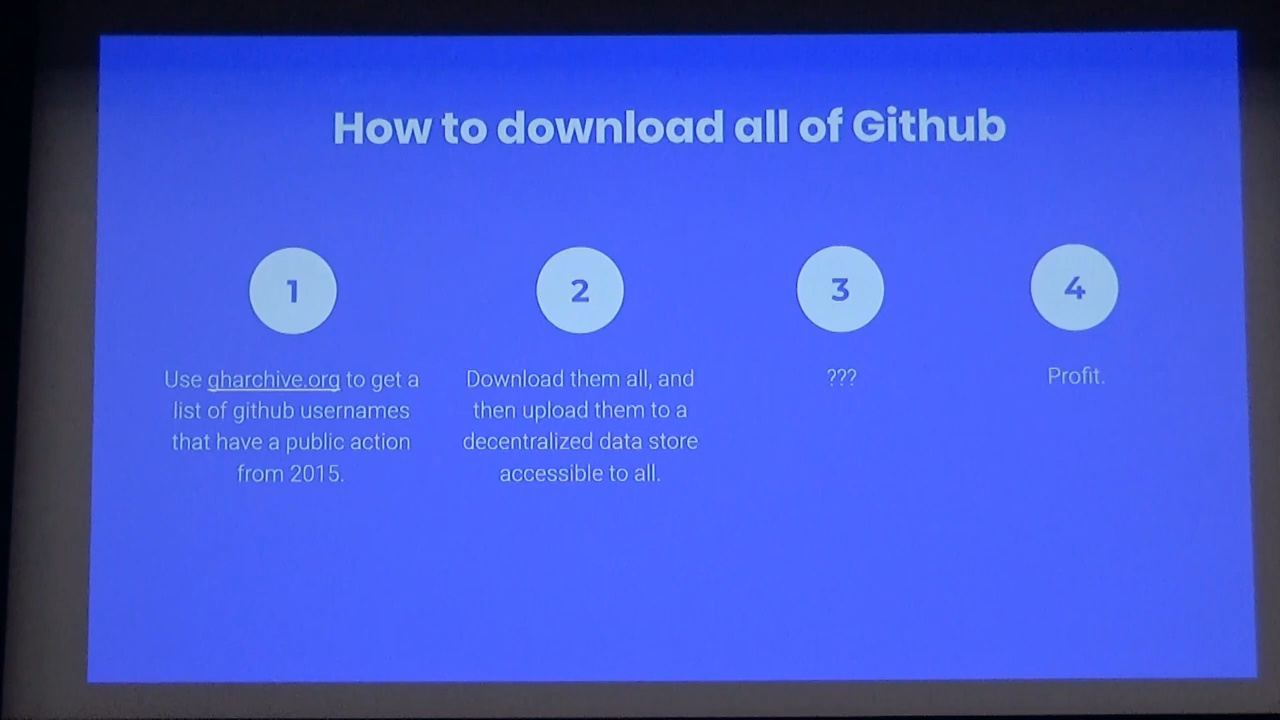 How to download all of Github
1
Use gharchive.org to get a
list of github usernames
that have a public action
from 2015.
2
Download them all, and
then upload them to a
decentralized data store
accessible to all.
3
???
4
Profit.